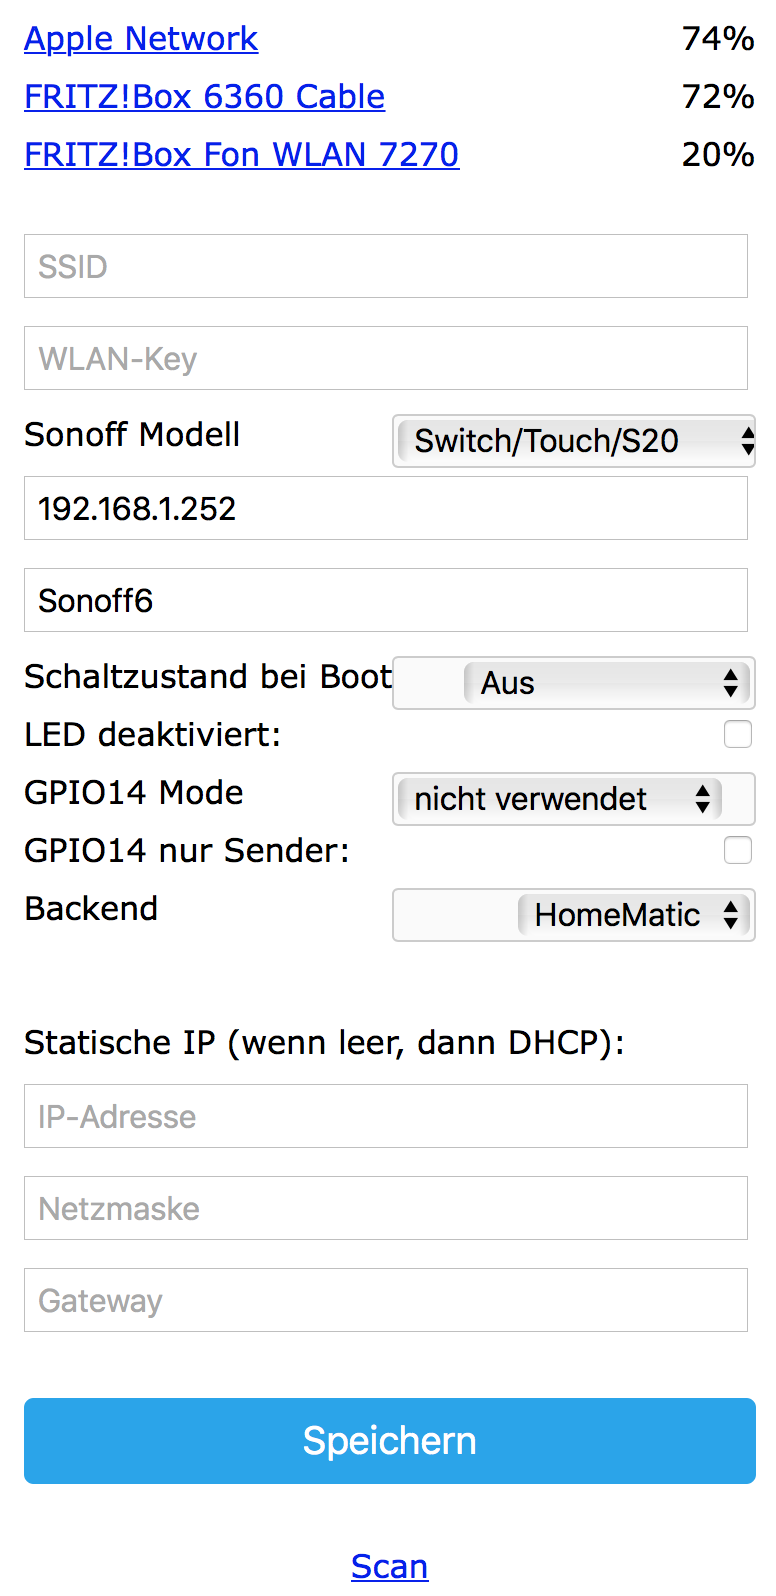 Apple Network 74%
FRITZ!Box 6360 Cable 72%
FRITZ!Box Fon WLAN 7270 20%
SSID
WLAN-Key
Sonoff Modell Switch/Touch/S20
192.168.1.252
Sonoff6
Schaltzustand bei Boot Aus
LED deaktiviert:
GPIO14 Mode nicht verwendet
GPIO14 nur Sender:
Backend HomeMatic
Statische IP (wenn leer, dann DHCP):
IP-Adresse
Netzmaske
Gateway
Speichern
Scan